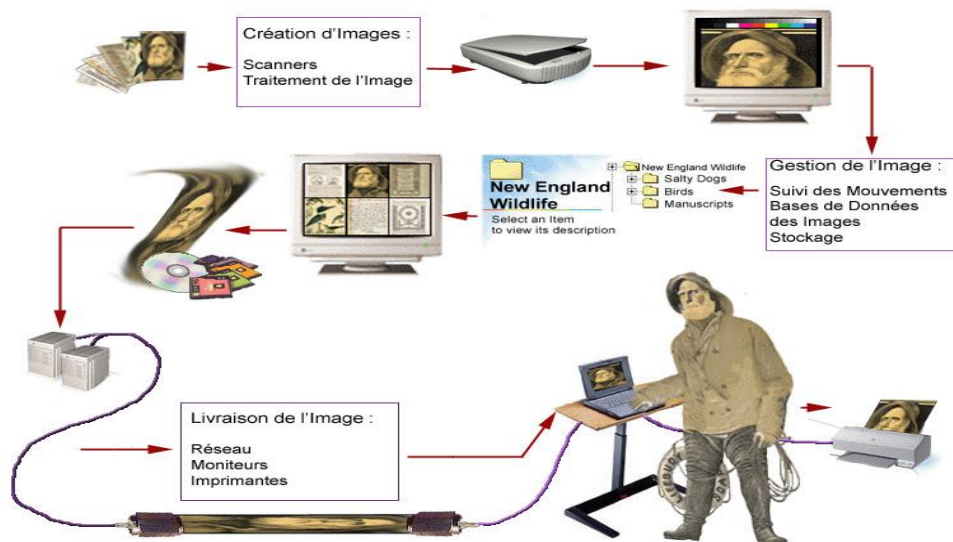 Création d'Images :
Scanners
Traitement de l'Image
Gestion de l'Image :
Suivi des Mouvements
Bases de Données
des Images
Stockage
New England Wildlife
Salty Dogs
Birds
Manuscripts
New England
Wildlife
Select an Item
to view its description
Livraison de l'Image :
Réseau
Moniteurs
Imprimantes